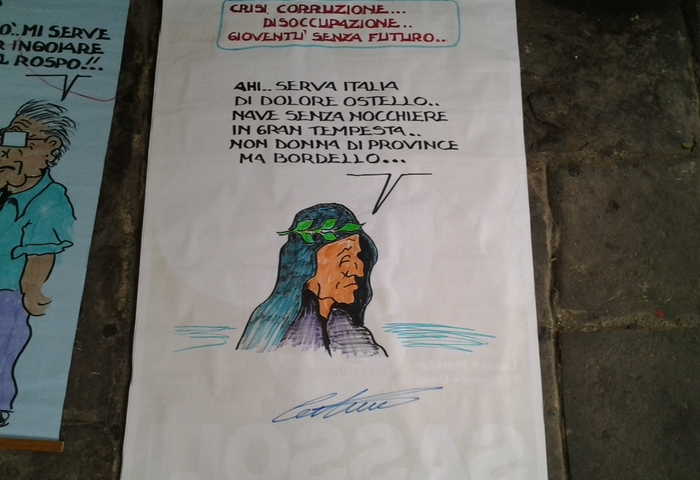 O'. MI SERVE
R INGOIARE
L ROSPO!!!
CRISI, CORRUZIONE...
DISOCCUPAZIONE..
GIOVENTU' SENZA FUTURO..
AHI.. SERVA ITALIA
DI DOLORE OSTELLO..
NAVE SENZA NOCCHIERE
IN GRAN TEMPESTA..
NON DONNA DI PROVINCE
MA BORDELLO...